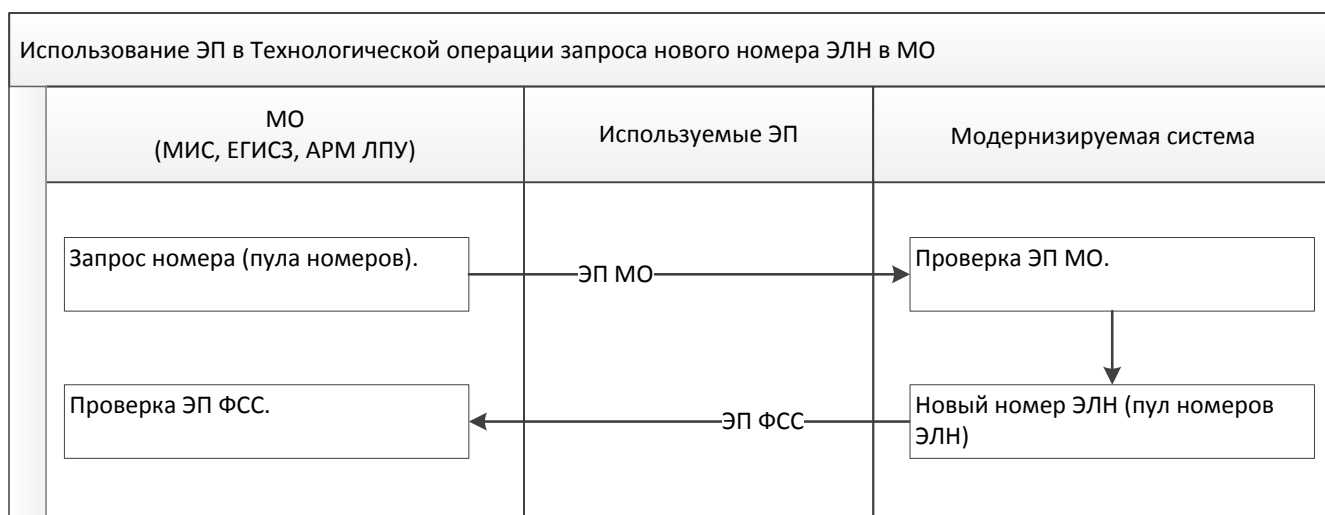 Использование ЭП в Технологической операции запроса нового номера ЭЛН в МО
МО
(МИС, ЕГИСЗ, АРМ ЛПУ)
Используемые ЭП
Модернизируемая система
Запрос номера (пула номеров).
ЭП МО
Проверка ЭП МО.
Проверка ЭП ФСС.
ЭП ФСС
Новый номер ЭЛН (пул номеров
ЭЛН)